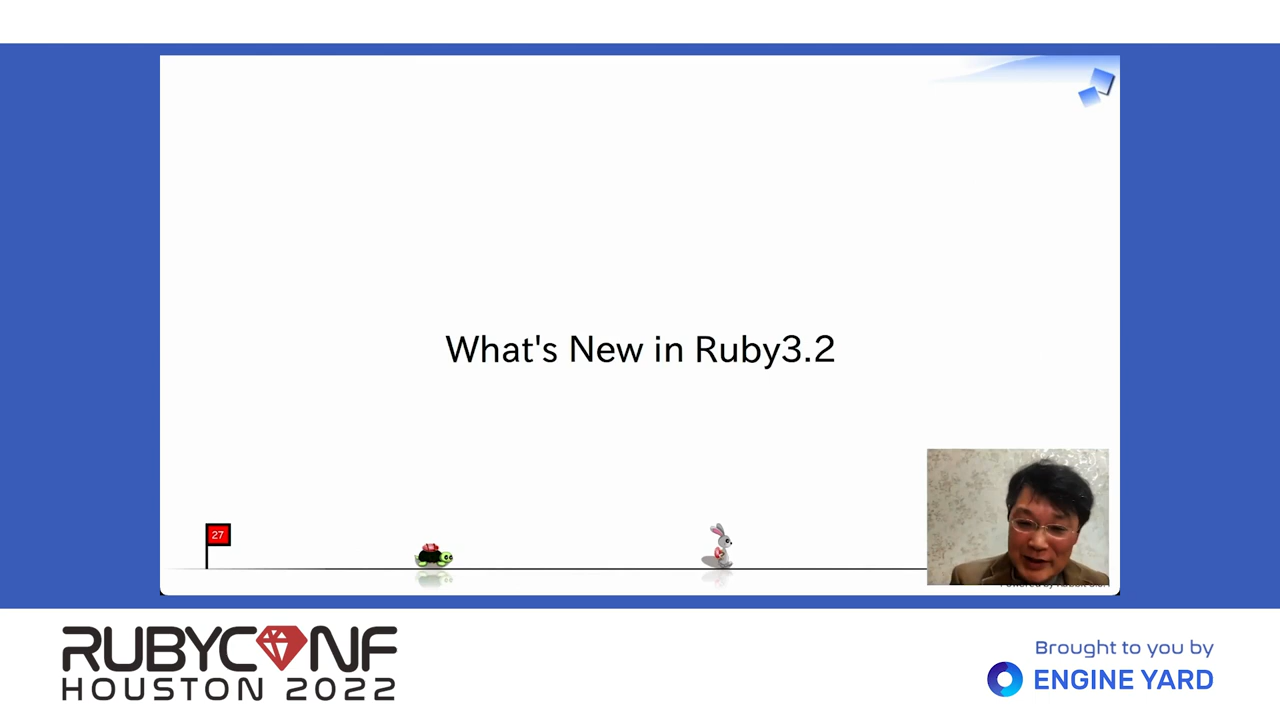 What's New in Ruby3.2
27
RUBYCONF
HOUSTON 2022
Brought to you by
ENGINE YARD